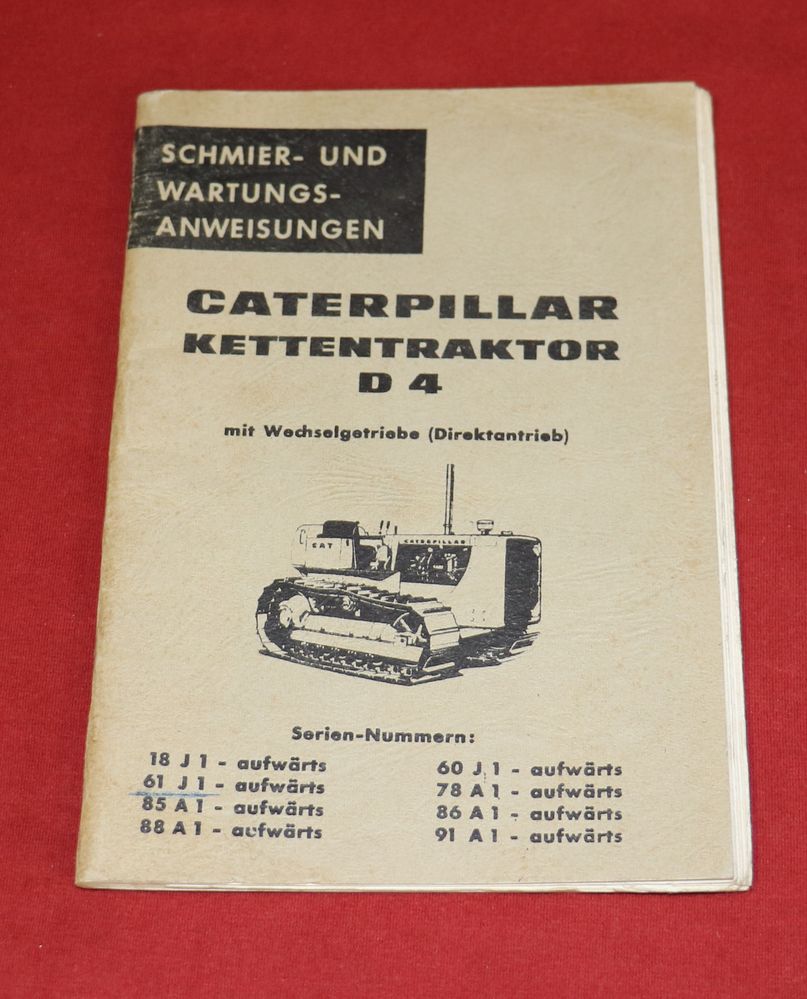 SCHMIER- UND
WARTUNGS-
ANWEISUNGEN
CATERPILLAR
KETTENTRAKTOR
D 4
mit Wechselgetriebe (Direktantrieb)
CATERPILLAR
CAT
Serien-Nummern:
18 J 1 - aufwärts
61 J 1 - aufwärts
85 A 1 - aufwärts
88 A 1 - aufwärts
60 J 1 - aufwärts
78 A 1 - aufwärts
86 A 1 - aufwärts
91 A 1 - aufwärts